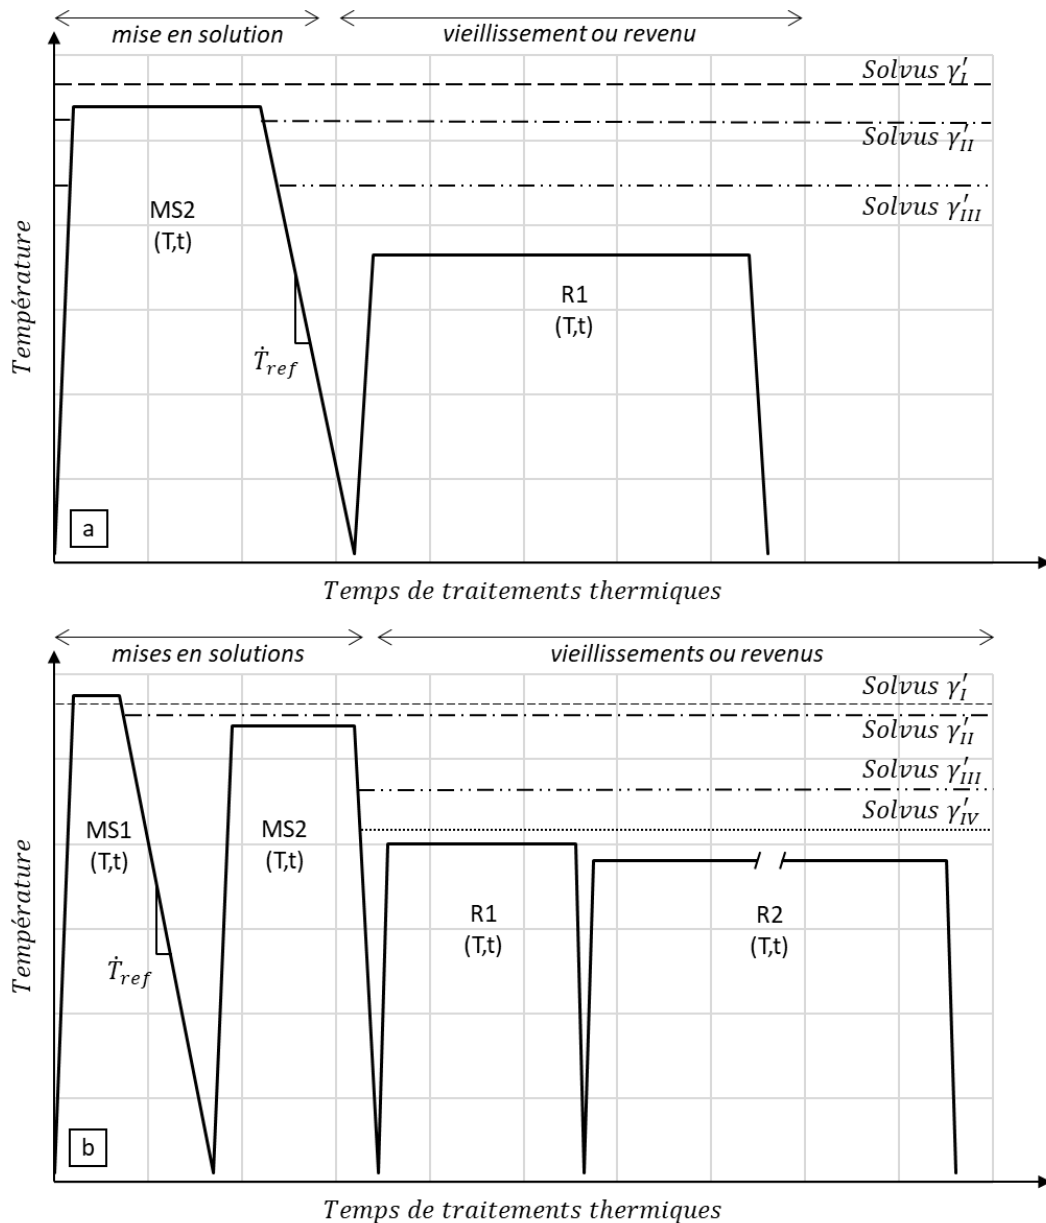 mise en solution
vieillissement ou revenu
Solvus γ′I
Solvus γ′II
Solvus γ′III
MS2
(T,t)
R1
(T,t)
Ṫref
Température
a
Temps de traitements thermiques
mises en solutions
vieillissements ou revenus
Solvus γ′I
Solvus γ′II
Solvus γ′III
Solvus γ′IV
MS1
(T,t)
MS2
(T,t)
R1
(T,t)
R2
(T,t)
Ṫref
Température
b
Temps de traitements thermiques